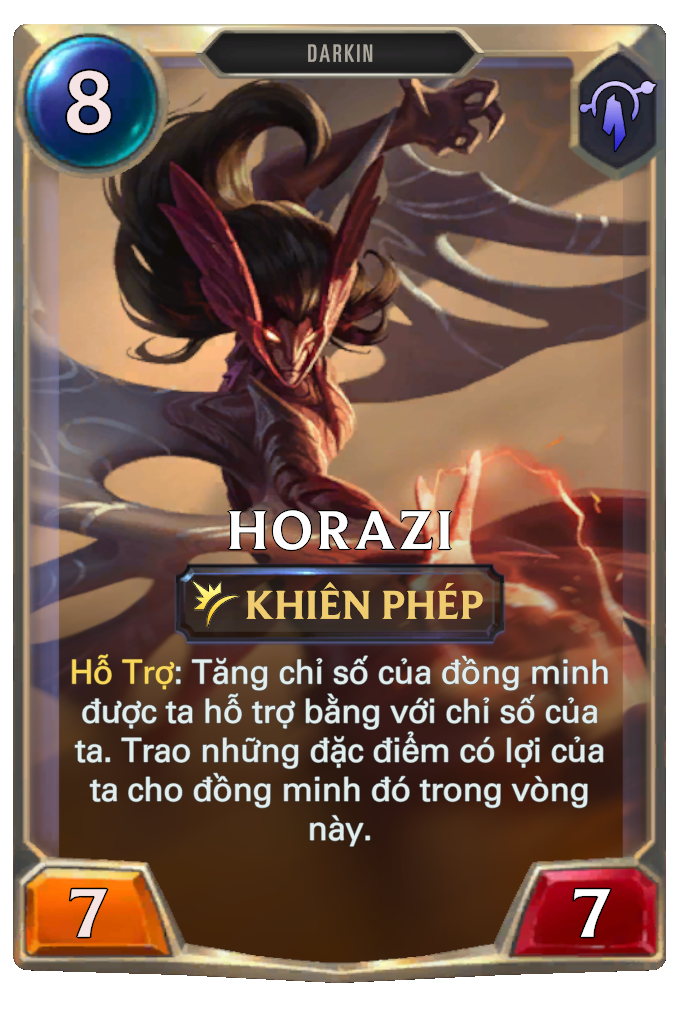 8
DARKIN
HORAZI
KHIÊN PHÉP
Hỗ Trợ: Tăng chỉ số của đồng minh
được ta hỗ trợ bằng với chỉ số của
ta. Trao những đặc điểm có lợi của
ta cho đồng minh đó trong vòng
này.
7
7